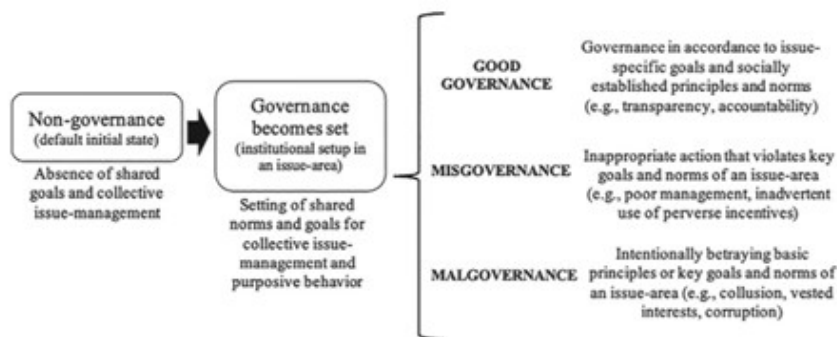 Non-governance
(default initial state)
Absence of shared
goals and collective
issue-management
Governance
becomes set
(institutional setup in
an issue-area)
Setting of shared
norms and goals for
collective issue-
management and
purposive behavior
GOOD
GOVERNANCE
Governance in accordance to issue-
specific goals and socially
established principles and norms
(e.g., transparency, accountability)
MISGOVERNANCE
Inappropriate action that violates key
goals and norms of an issue-area
(e.g., poor management, inadvertent
use of perverse incentives)
MALGOVERNANCE
Intentionally betraying basic
principles or key goals and norms of
an issue-area (e.g., collusion, vested
interests, corruption)